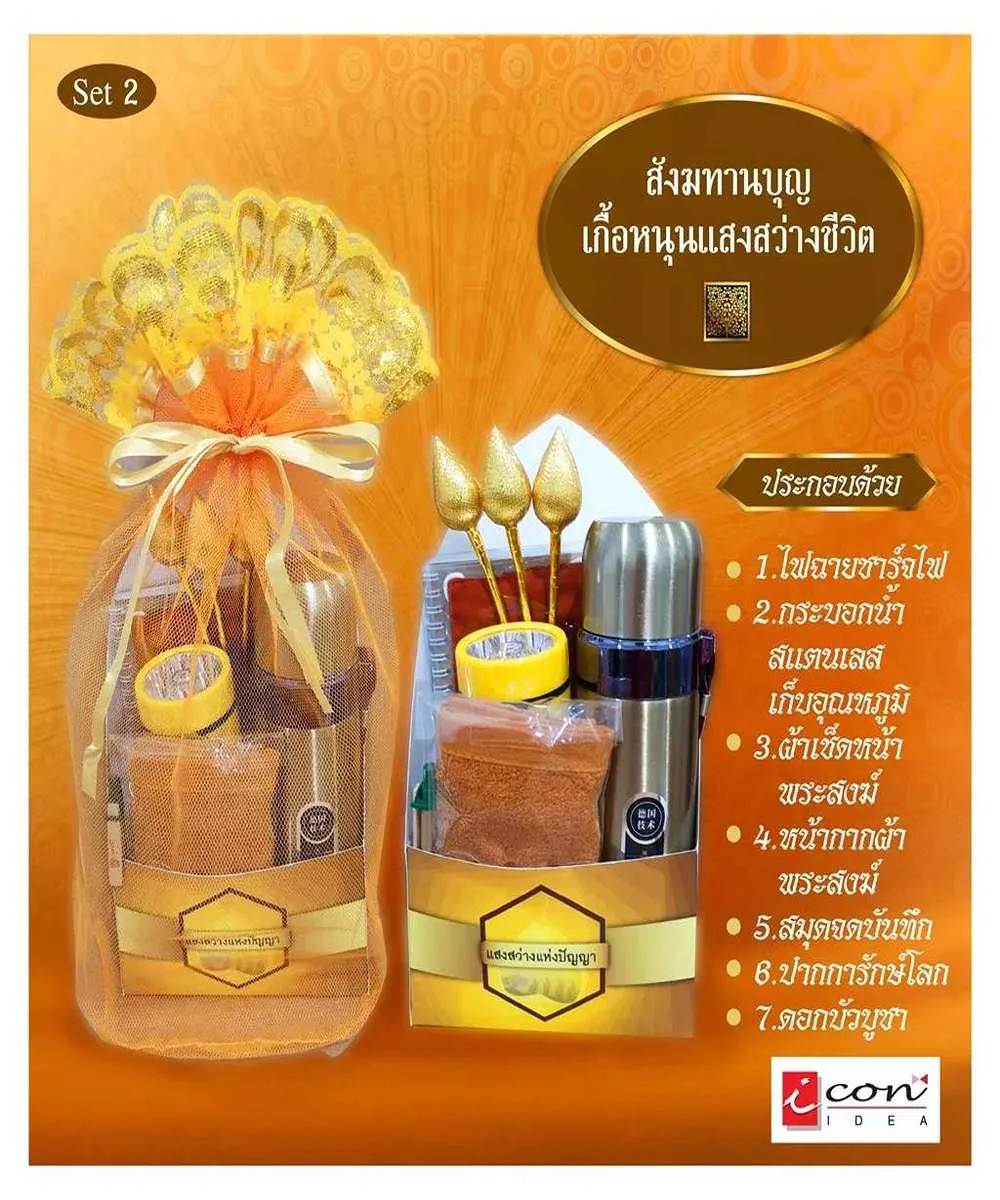 Set 2
สังฆทานบุญ
เกื้อหนุนแสงสว่างชีวิต
ประกอบด้วย
1.ไฟฉายชาร์จไฟ
2.กระบอกน้ำ
สแตนเลส
เก็บอุณหภูมิ
3.ผ้าเช็ดหน้า
พระสงฆ์
4.หน้ากากผ้า
พระสงฆ์
5.สมุดจดบันทึก
6.ปากการักษ์โลก
7.ดอกบัวบูชา
德国
技术
德国
技术
แสงสว่างแห่งปัญญา
แสงสว่างแห่งปัญญา
icon
IDEA